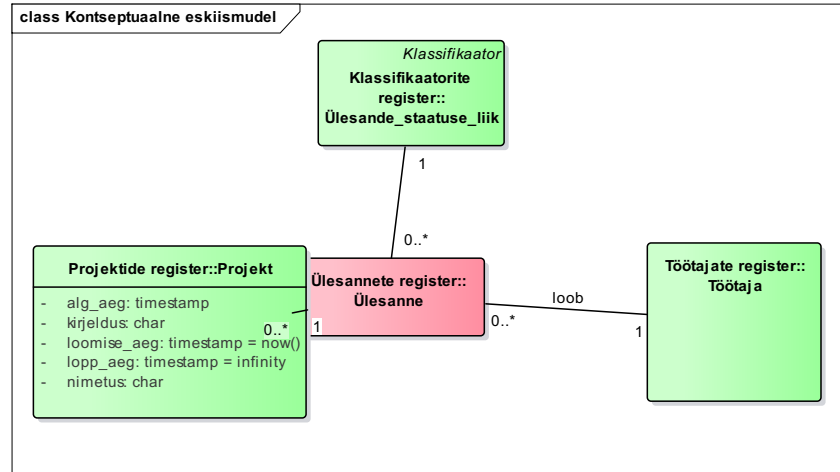 class Kontseptuaalne eskiismudel
Klassifikaator
Klassifikaatorite
register::
Ülesande_staatuse_liik
1
0..*
Projektide register::Projekt
- alg_aeg: timestamp
- kirjeldus: char
- loomise_aeg: timestamp = now()
- lopp_aeg: timestamp = infinity
- nimetus: char
0..*
1
Ülesannete register::
Ülesanne
0..*
loob
1
Töötajate register::
Töötaja